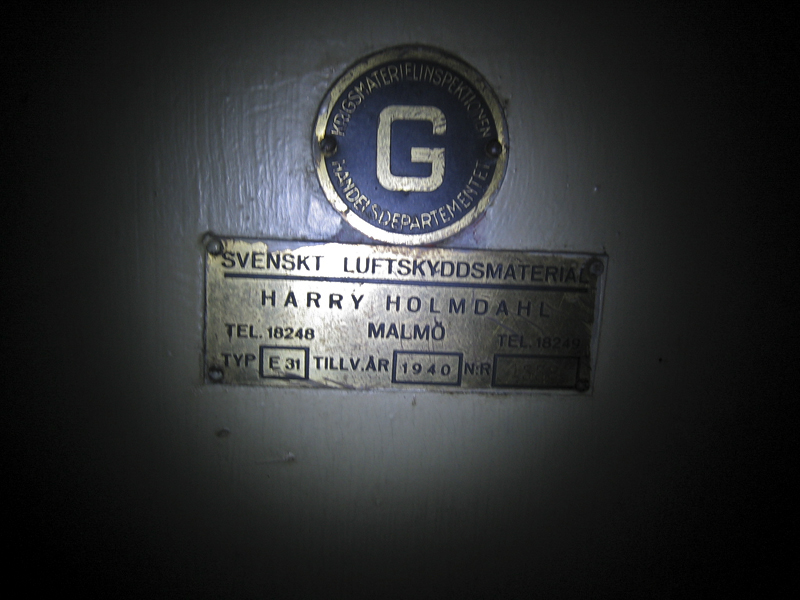 KRIGSMATERIELINSPEKTIONEN
G
HANDELSDEPARTEMENTET
SVENSKT LUFTSKYDDSMATERIAL
HARRY HOLMDAHL
TEL. 18248 MALMÖ TEL. 18249
TYP E 31 TILLV.ÅR 1940 N:R